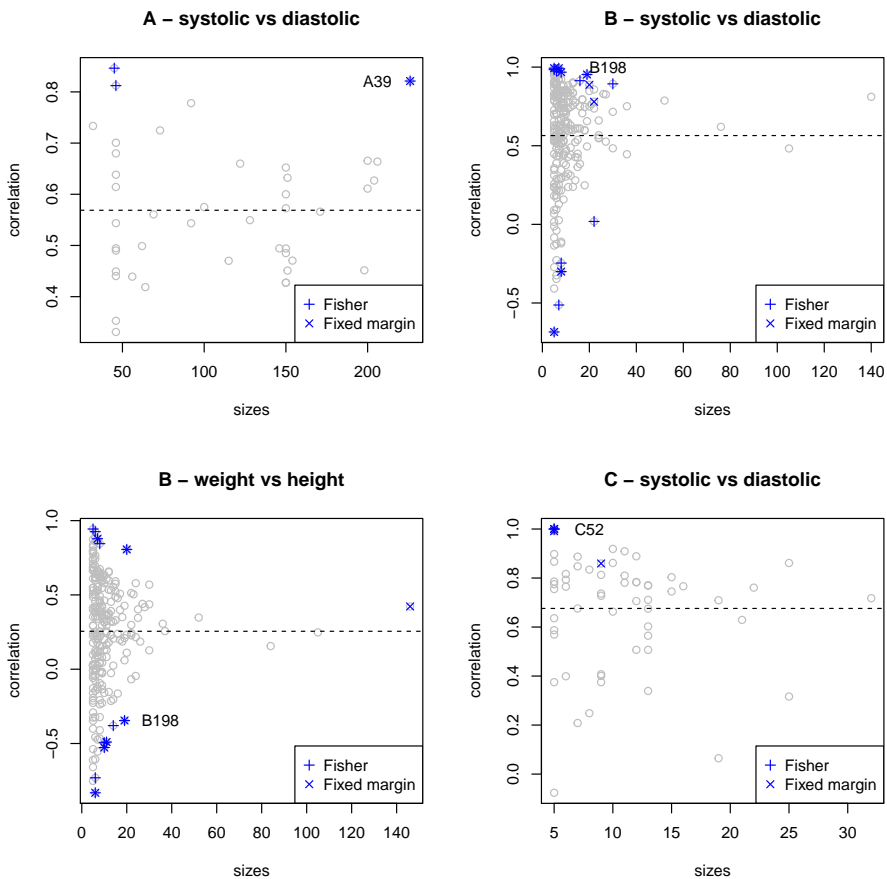 A – systolic vs diastolic
correlation
0.8
0.7
0.6
0.5
0.4
A39
Fisher
Fixed margin
50 100 150 200
sizes
B – systolic vs diastolic
correlation
1.0
0.5
0.0
−0.5
B198
Fisher
Fixed margin
0 20 40 60 80 100 120 140
sizes
B – weight vs height
correlation
1.0
0.5
0.0
−0.5
B198
Fisher
Fixed margin
0 20 40 60 80 100 120 140
sizes
C – systolic vs diastolic
correlation
1.0
0.8
0.6
0.4
0.2
0.0
C52
Fisher
Fixed margin
5 10 15 20 25 30
sizes